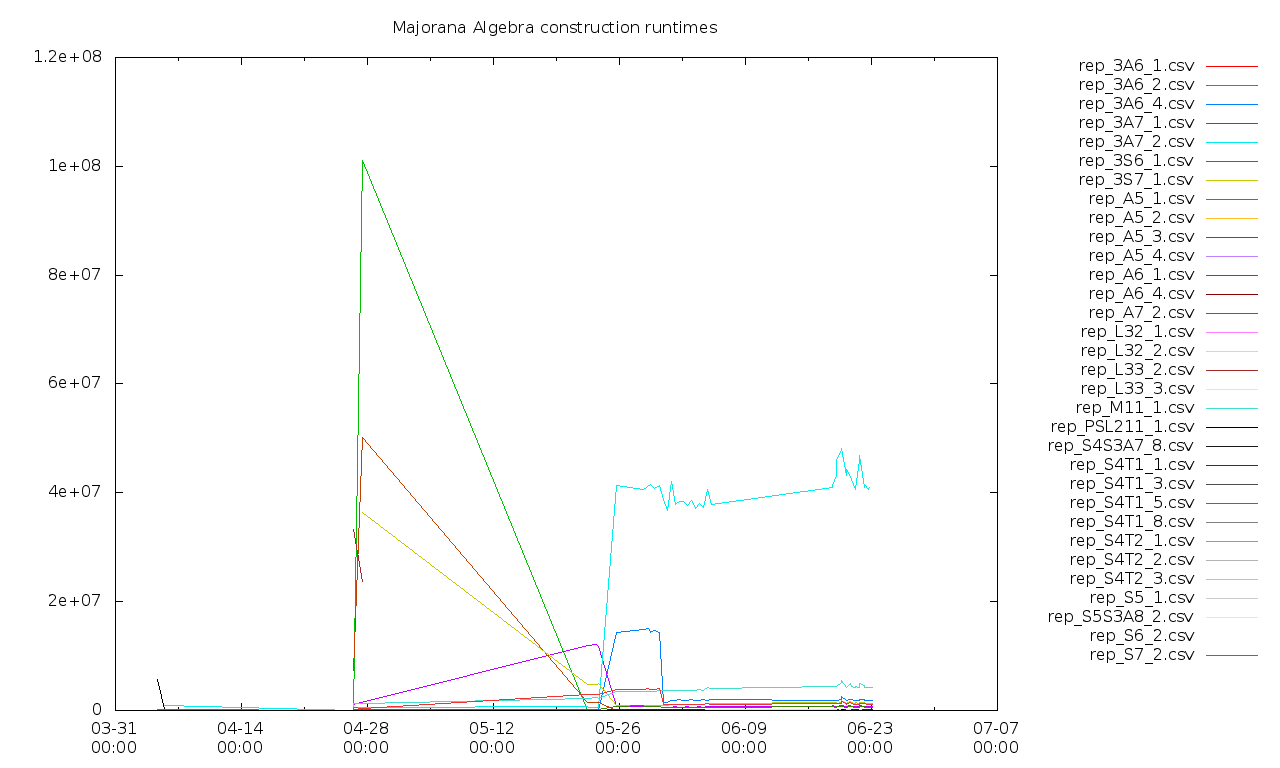 Majorana Algebra construction runtimes
1.2e+08
1e+08
8e+07
6e+07
4e+07
2e+07
0
03-31 04-14 04-28 05-12 05-26 06-09 06-23 07-07
00:00 00:00 00:00 00:00 00:00 00:00 00:00 00:00
rep_3A6_1.csv
rep_3A6_2.csv
rep_3A6_4.csv
rep_3A7_1.csv
rep_3A7_2.csv
rep_3S6_1.csv
rep_3S7_1.csv
rep_A5_1.csv
rep_A5_2.csv
rep_A5_3.csv
rep_A5_4.csv
rep_A6_1.csv
rep_A6_4.csv
rep_A7_2.csv
rep_L32_1.csv
rep_L32_2.csv
rep_L33_2.csv
rep_L33_3.csv
rep_M11_1.csv
rep_PSL211_1.csv
rep_S4S3A7_8.csv
rep_S4T1_1.csv
rep_S4T1_3.csv
rep_S4T1_5.csv
rep_S4T1_8.csv
rep_S4T2_1.csv
rep_S4T2_2.csv
rep_S4T2_3.csv
rep_S5_1.csv
rep_S5S3A8_2.csv
rep_S6_2.csv
rep_S7_2.csv